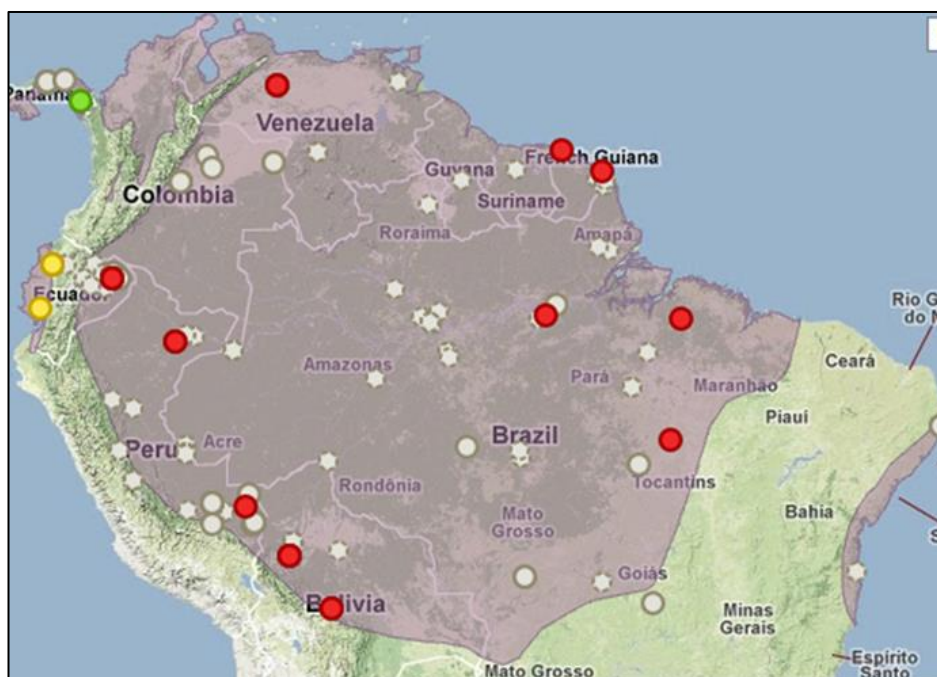 Panama
Venezuela
Guyana
French Guiana
Colombia
Suriname
Roraima
Amapá
Ecuador
Rio G
do N
Ceará
Amazonas
Pará
Maranhão
Piauí
Peru
Acre
Brazil
Rondônia
Tocantins
Mato
Grosso
Bahia
S
Goiás
Bolivia
Minas
Gerais
Espírito
Santo
Mato Grosso